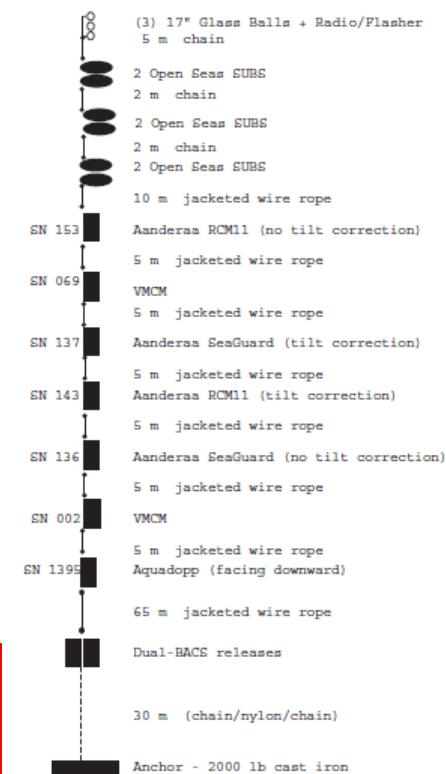 (3) 17" Glass Balls + Radio/Flasher
5 m chain
2 Open Seas SUBS
2 m chain
2 Open Seas SUBS
2 m chain
2 Open Seas SUBS
10 m jacketed wire rope
SN 153 Aanderaa RCM11 (no tilt correction)
5 m jacketed wire rope
SN 069 VMCM
5 m jacketed wire rope
SN 137 Aanderaa SeaGuard (tilt correction)
5 m jacketed wire rope
SN 143 Aanderaa RCM11 (tilt correction)
5 m jacketed wire rope
SN 136 Aanderaa SeaGuard (no tilt correction)
5 m jacketed wire rope
SN 002 VMCM
5 m jacketed wire rope
SN 1395 Aquadopp (facing downward)
65 m jacketed wire rope
Dual-BACS releases
30 m (chain/nylon/chain)
Anchor - 2000 lb cast iron